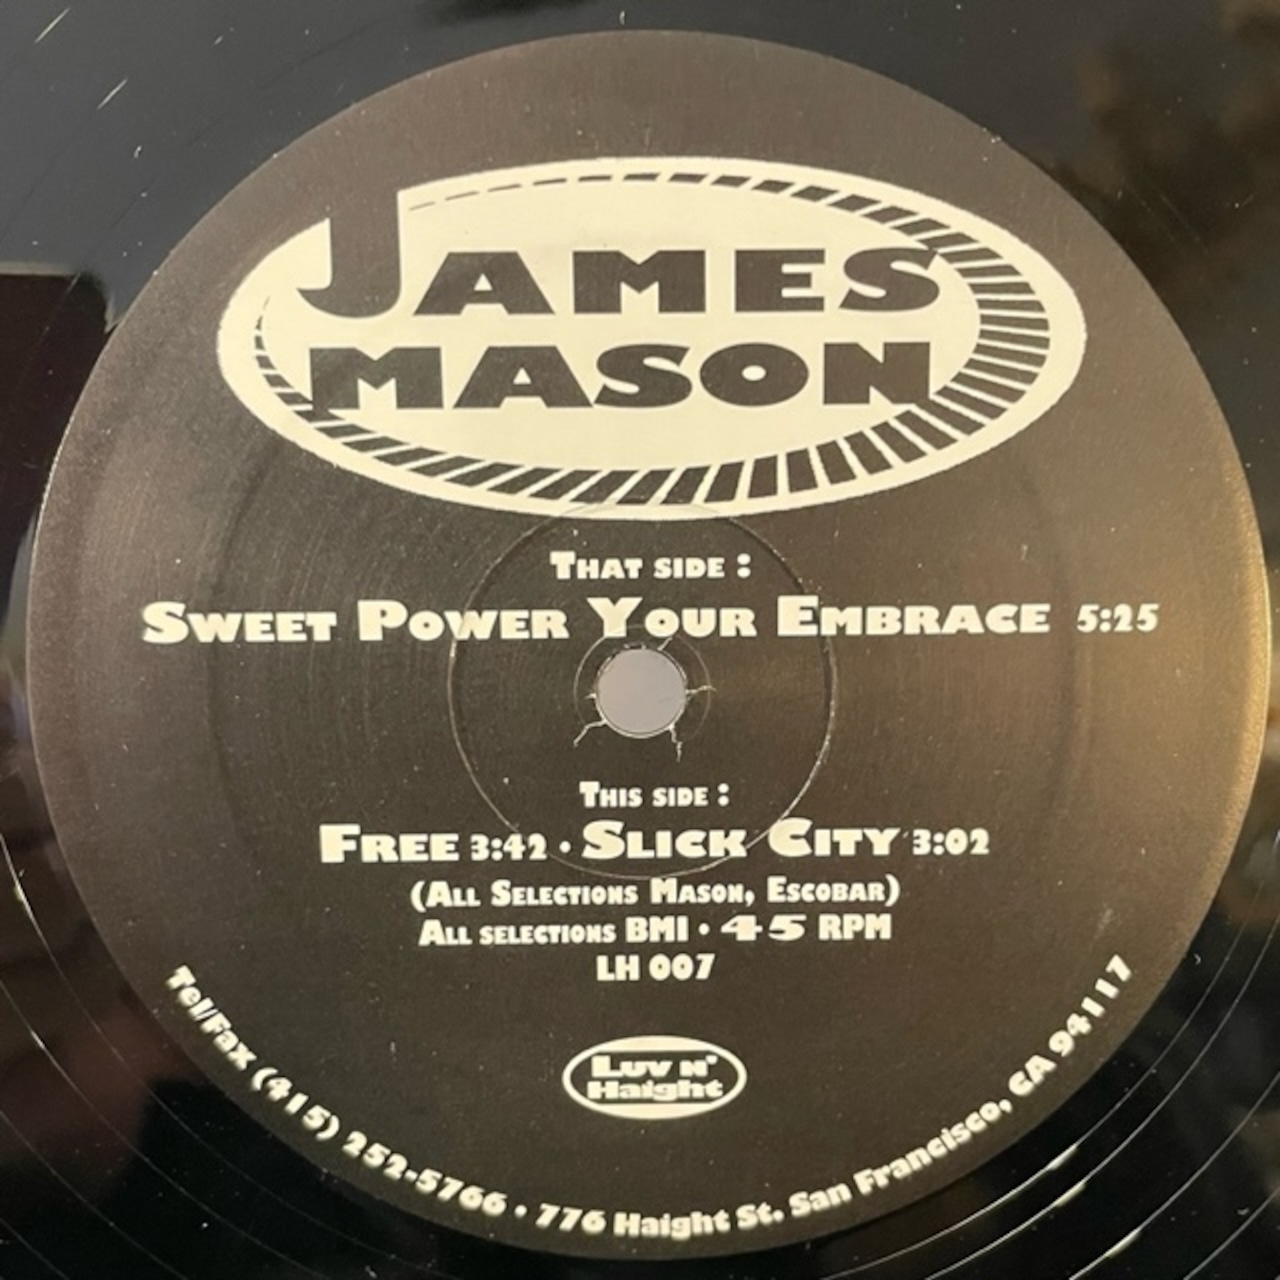 JAMES
MASON
THAT SIDE :
SWEET POWER YOUR EMBRACE 5:25
THIS SIDE :
FREE 3:42 • SLICK CITY 3:02
(ALL SELECTIONS MASON, ESCOBAR)
ALL SELECTIONS BMI • 45 RPM
LH 007
LUV N'
Haight
Tel/Fax (415) 252-5766 • 776 Haight St. San Francisco, CA 94117